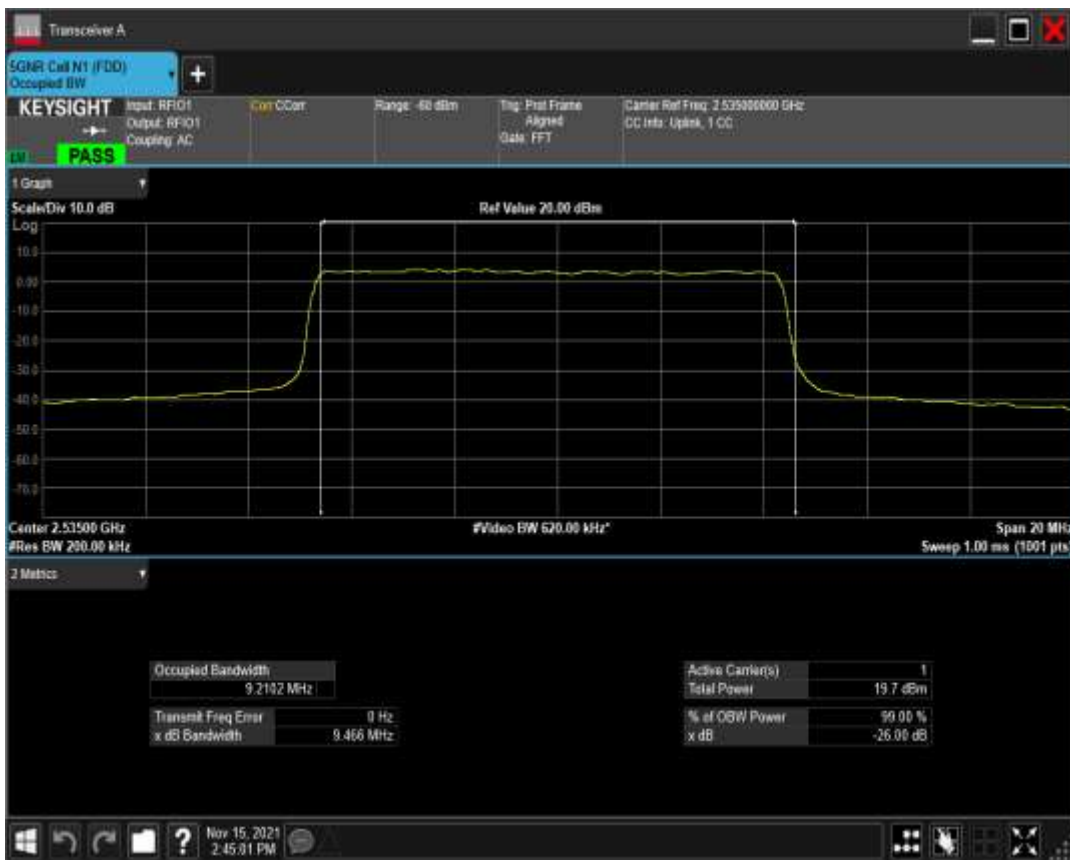 Transceiver A
5GNR Cell N1 (FDD)
Occupied BW
+
KEYSIGHT
Input: RFIO1
Output: RFIO1
Coupling: AC
Corr CCorr
Range: -60 dBm
Trig: Prot Frame
Aligned
Gate: FFT
Carrier Ref Freq: 2.535000000 GHz
CC Info: Uplink, 1 CC
PASS
1 Graph
Scale/Div 10.0 dB
Ref Value 20.00 dBm
Log
10.0
0.00
-10.0
-20.0
-30.0
-40.0
-50.0
-60.0
-70.0
Center 2.53500 GHz
#Video BW 620.00 kHz*
Span 20 MHz
#Res BW 200.00 kHz
Sweep 1.00 ms (1001 pts)
2 Metrics
Occupied Bandwidth
9.2102 MHz
Transmit Freq Error 0 Hz
x dB Bandwidth 9.466 MHz
Active Carrier(s) 1
Total Power 19.7 dBm
% of OBW Power 99.00 %
x dB -26.00 dB
?
Nov 15, 2021
2:45:01 PM